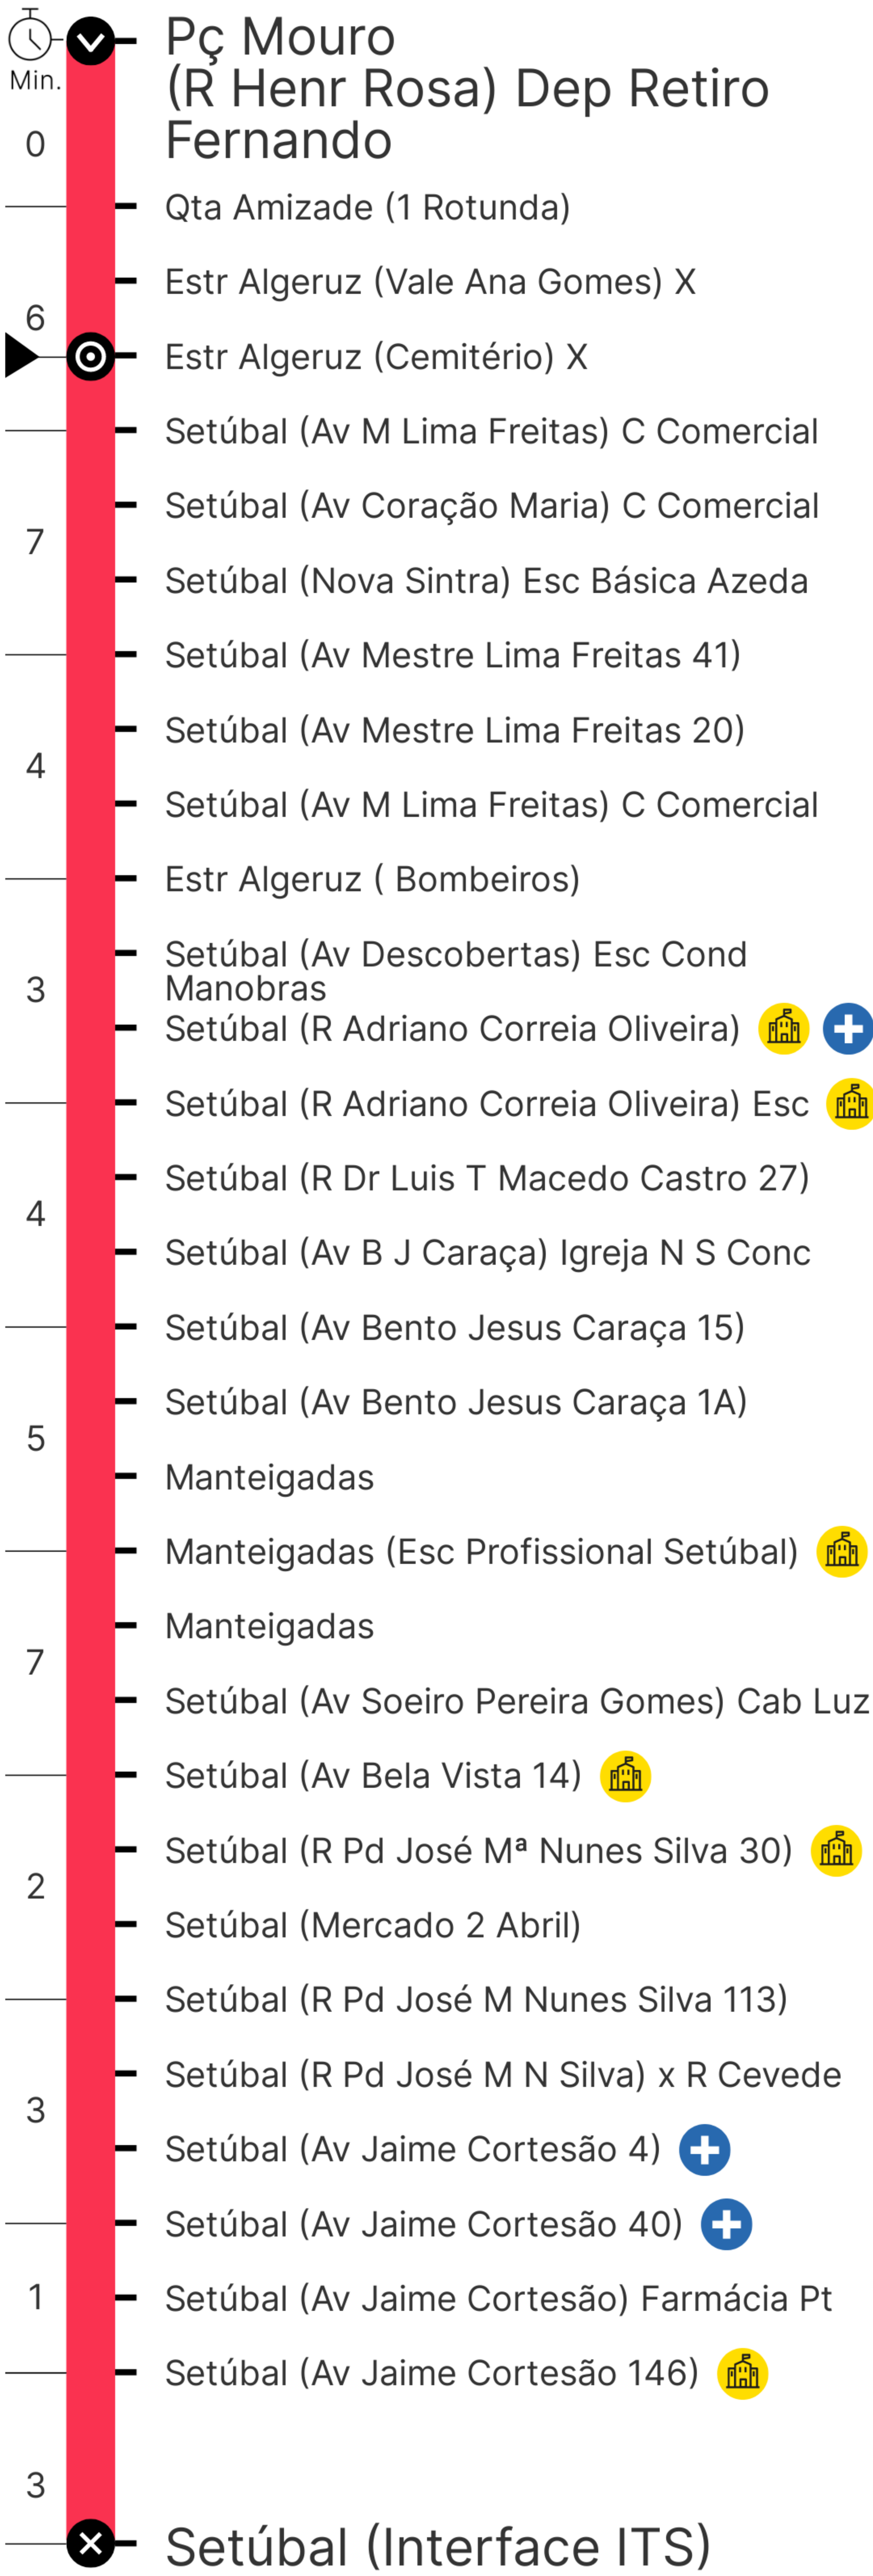 Min.
Pç Mouro
(R Henr Rosa) Dep Retiro
Fernando
0
Qta Amizade (1 Rotunda)
Estr Algeruz (Vale Ana Gomes) X
6
Estr Algeruz (Cemitério) X
Setúbal (Av M Lima Freitas) C Comercial
Setúbal (Av Coração Maria) C Comercial
7
Setúbal (Nova Sintra) Esc Básica Azeda
Setúbal (Av Mestre Lima Freitas 41)
Setúbal (Av Mestre Lima Freitas 20)
4
Setúbal (Av M Lima Freitas) C Comercial
Estr Algeruz ( Bombeiros)
Setúbal (Av Descobertas) Esc Cond
Manobras
3
Setúbal (R Adriano Correia Oliveira)
Setúbal (R Adriano Correia Oliveira) Esc
Setúbal (R Dr Luis T Macedo Castro 27)
4
Setúbal (Av B J Caraça) Igreja N S Conc
Setúbal (Av Bento Jesus Caraça 15)
Setúbal (Av Bento Jesus Caraça 1A)
5
Manteigadas
Manteigadas (Esc Profissional Setúbal)
Manteigadas
7
Setúbal (Av Soeiro Pereira Gomes) Cab Luz
Setúbal (Av Bela Vista 14)
Setúbal (R Pd José Mª Nunes Silva 30)
2
Setúbal (Mercado 2 Abril)
Setúbal (R Pd José M Nunes Silva 113)
Setúbal (R Pd José M N Silva) x R Cevede
3
Setúbal (Av Jaime Cortesão 4)
Setúbal (Av Jaime Cortesão 40)
1
Setúbal (Av Jaime Cortesão) Farmácia Pt
Setúbal (Av Jaime Cortesão 146)
3
Setúbal (Interface ITS)